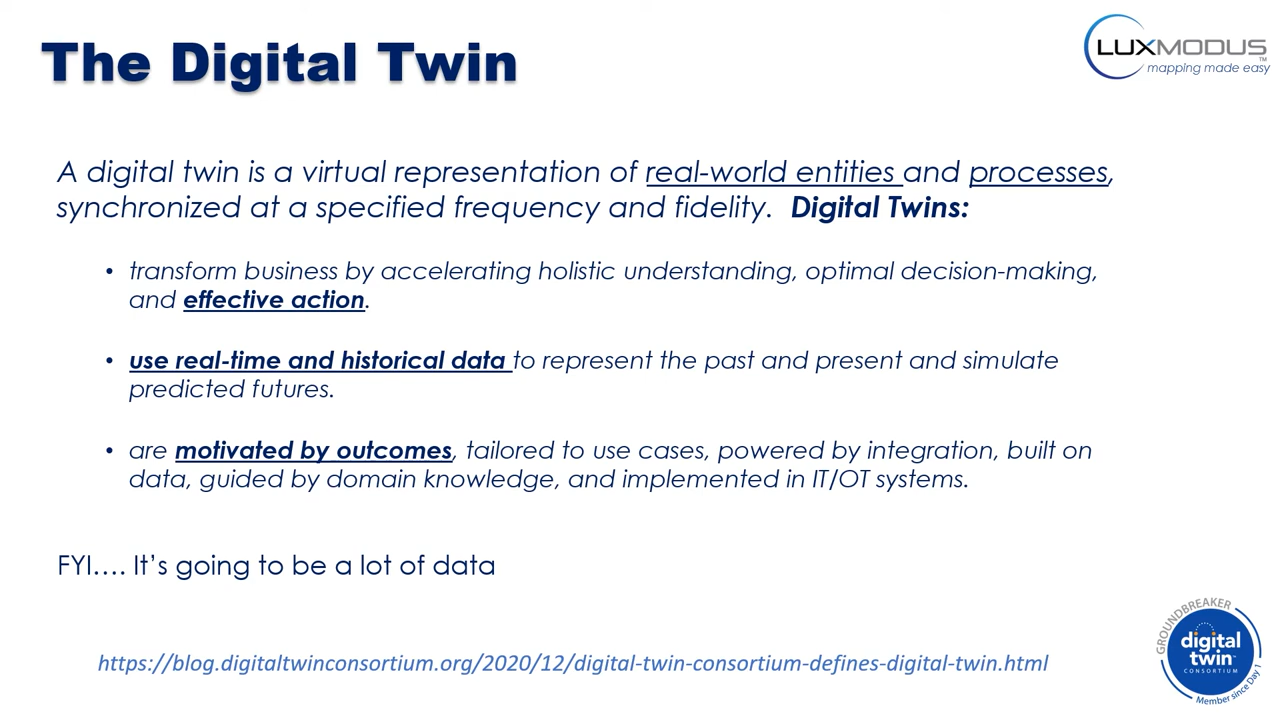 The Digital Twin
LUXMODUS
TM
mapping made easy
A digital twin is a virtual representation of real-world entities and processes,
synchronized at a specified frequency and fidelity. Digital Twins:
• transform business by accelerating holistic understanding, optimal decision-making,
and effective action.
• use real-time and historical data to represent the past and present and simulate
predicted futures.
• are motivated by outcomes, tailored to use cases, powered by integration, built on
data, guided by domain knowledge, and implemented in IT/OT systems.
FYI…. It’s going to be a lot of data
https://blog.digitaltwinconsortium.org/2020/12/digital-twin-consortium-defines-digital-twin.html
GROUNDBREAKER
digital
twin
CONSORTIUM
Member since Day 1